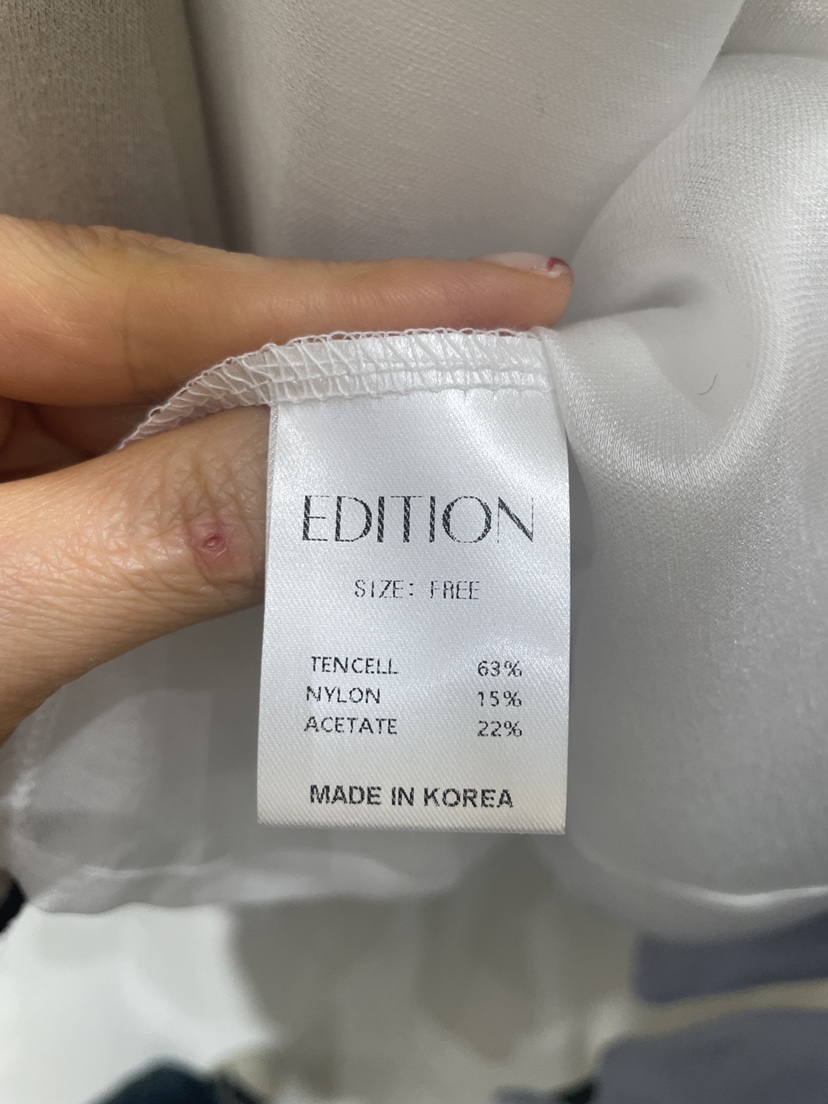 EDITION
SIZE: FREE
TENCELL 63%
NYLON 15%
ACETATE 22%
MADE IN KOREA